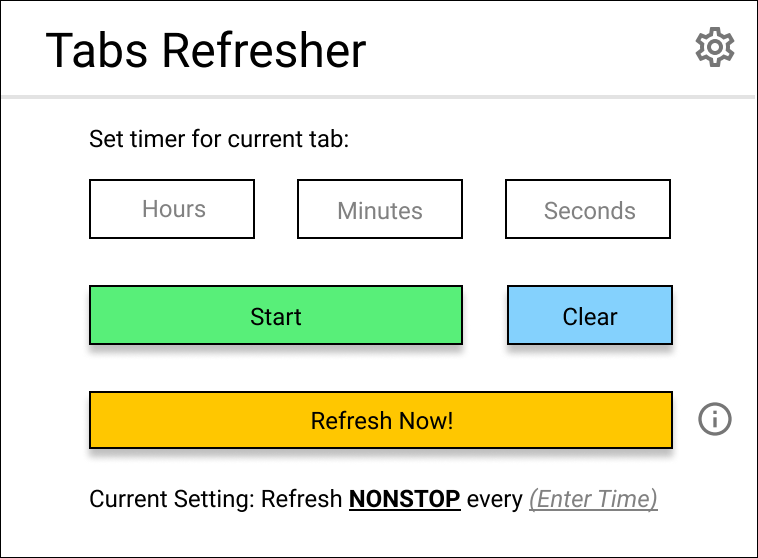 Tabs Refresher
Set timer for current tab:
Hours Minutes Seconds
Start Clear
Refresh Now!
Current Setting: Refresh NONSTOP every (Enter Time)